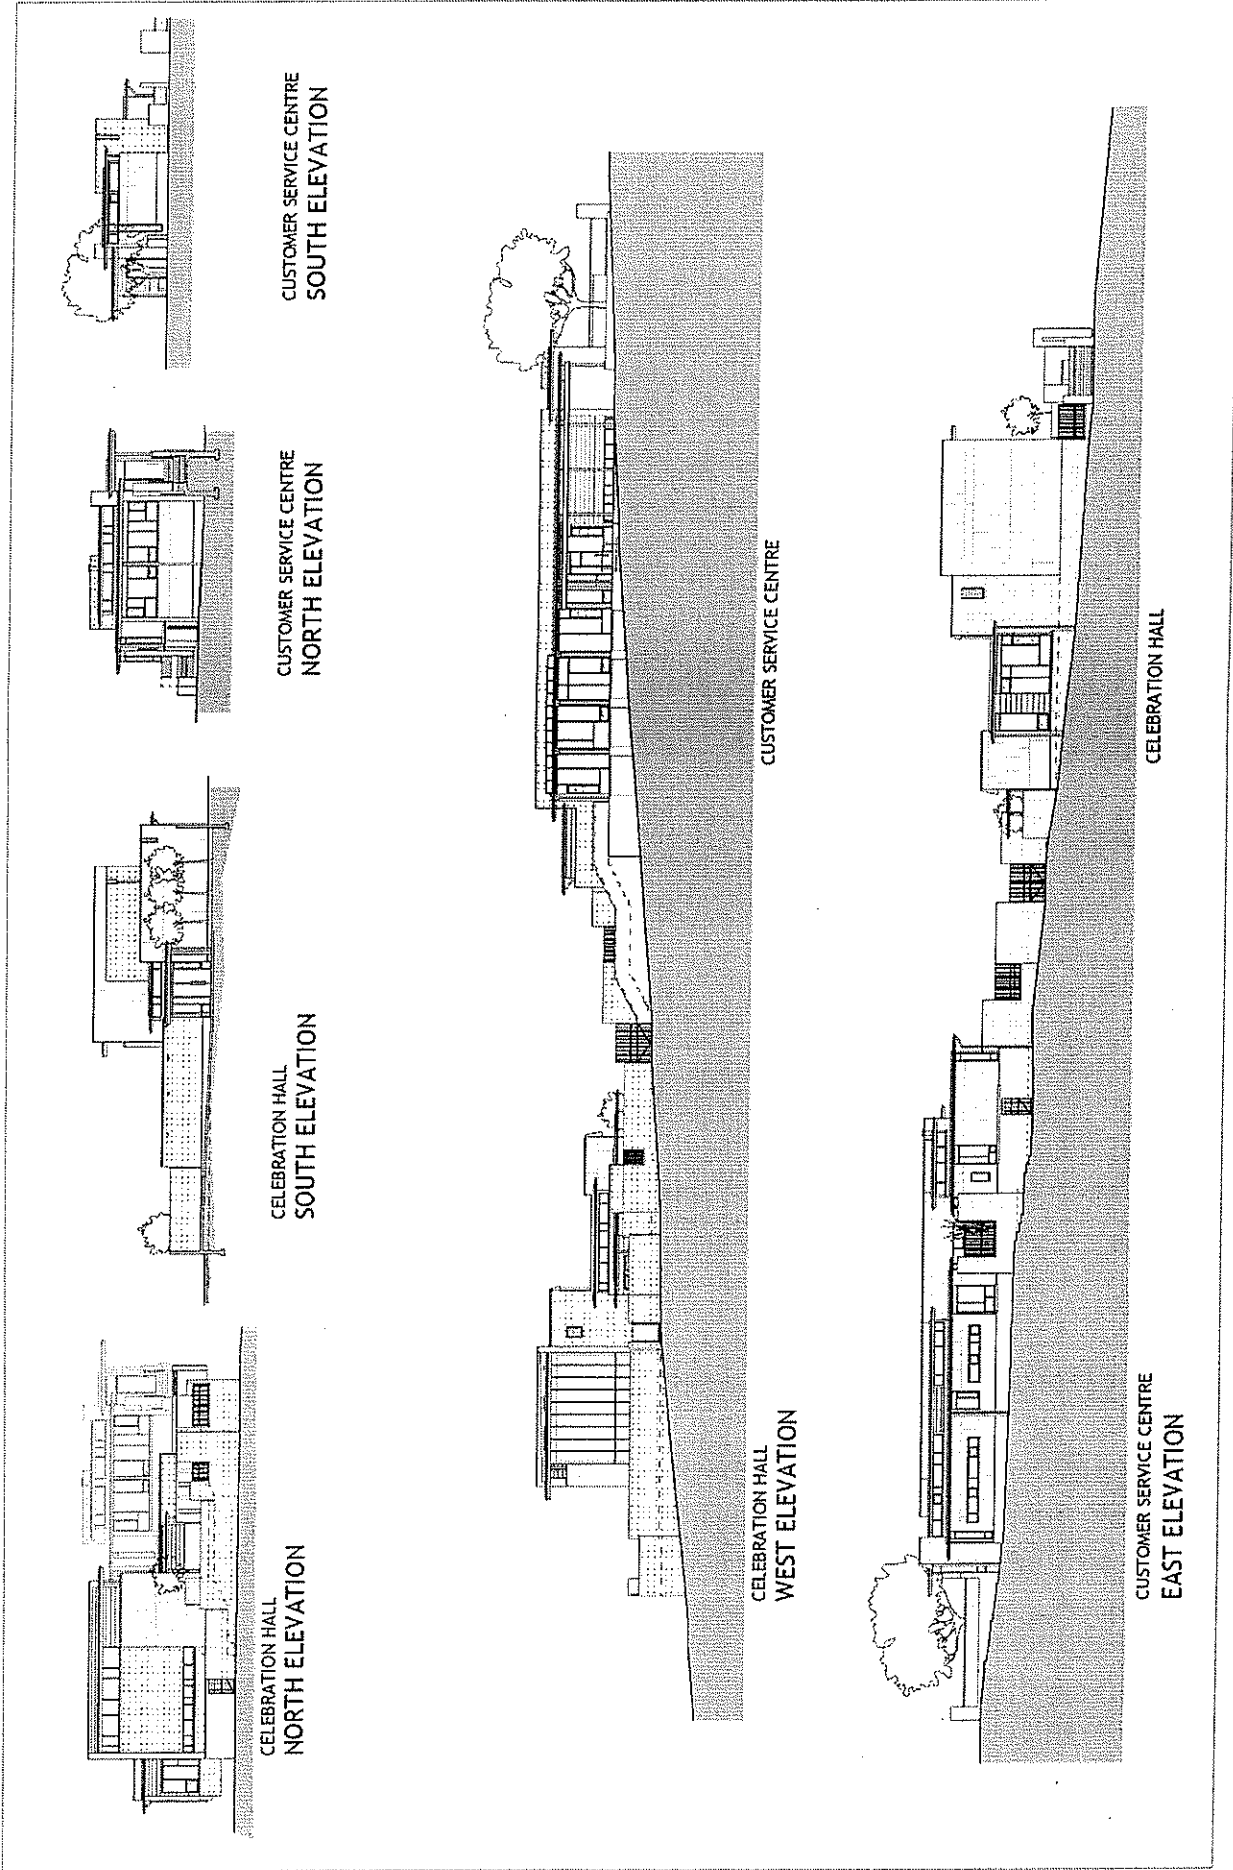 CELEBRATION HALL
NORTH ELEVATION
CELEBRATION HALL
SOUTH ELEVATION
CUSTOMER SERVICE CENTRE
NORTH ELEVATION
CUSTOMER SERVICE CENTRE
SOUTH ELEVATION
CELEBRATION HALL
WEST ELEVATION
CUSTOMER SERVICE CENTRE
CUSTOMER SERVICE CENTRE
EAST ELEVATION
CELEBRATION HALL